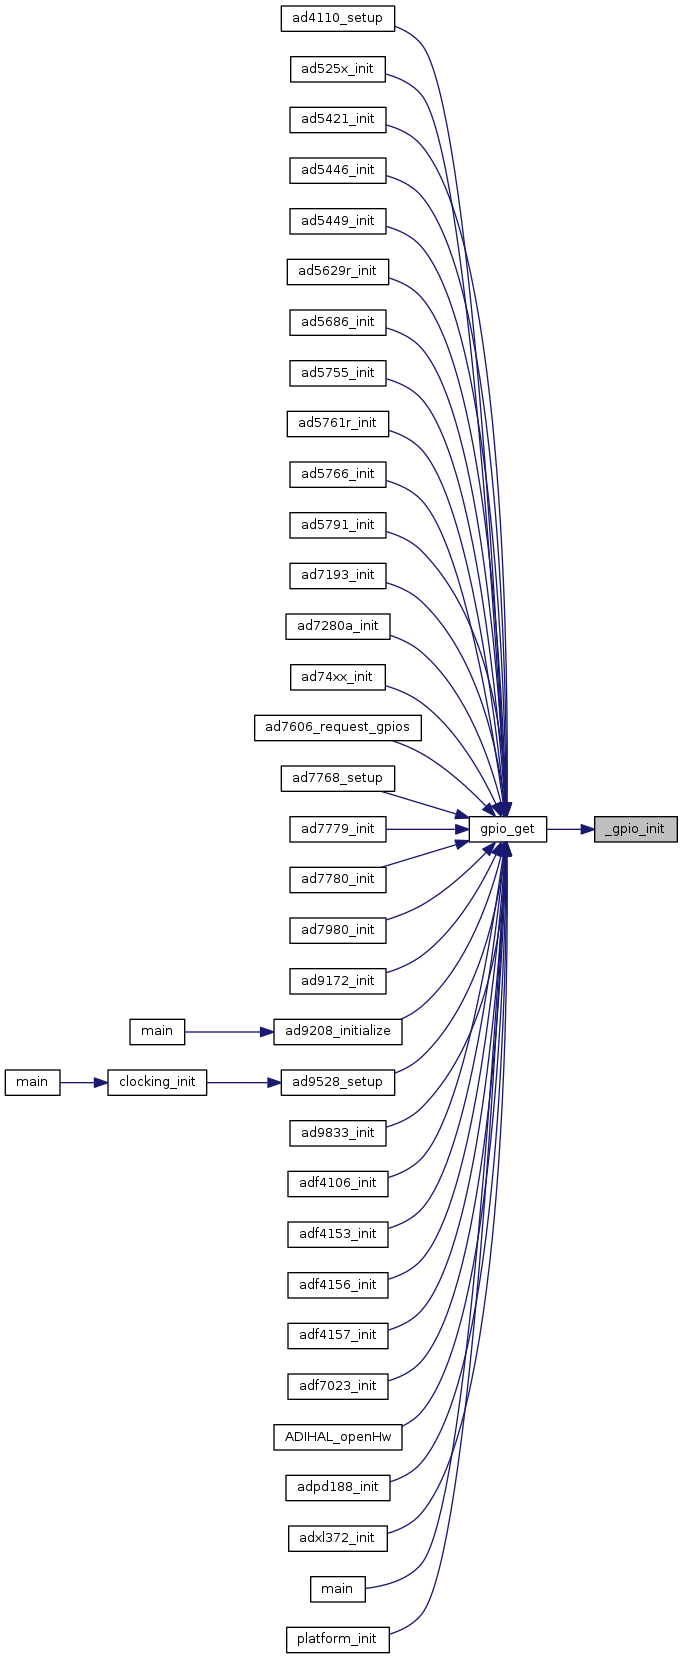 ad4110_setup
ad525x_init
ad5421_init
ad5446_init
ad5449_init
ad5629r_init
ad5686_init
ad5755_init
ad5761r_init
ad5766_init
ad5791_init
ad7193_init
ad7280a_init
ad74xx_init
ad7606_request_gpios
ad7768_setup
ad7779_init
gpio_get
_gpio_init
ad7780_init
ad7980_init
ad9172_init
main
ad9208_initialize
main
clocking_init
ad9528_setup
ad9833_init
adf4106_init
adf4153_init
adf4156_init
adf4157_init
adf7023_init
ADIHAL_openHw
adpd188_init
adxl372_init
main
platform_init